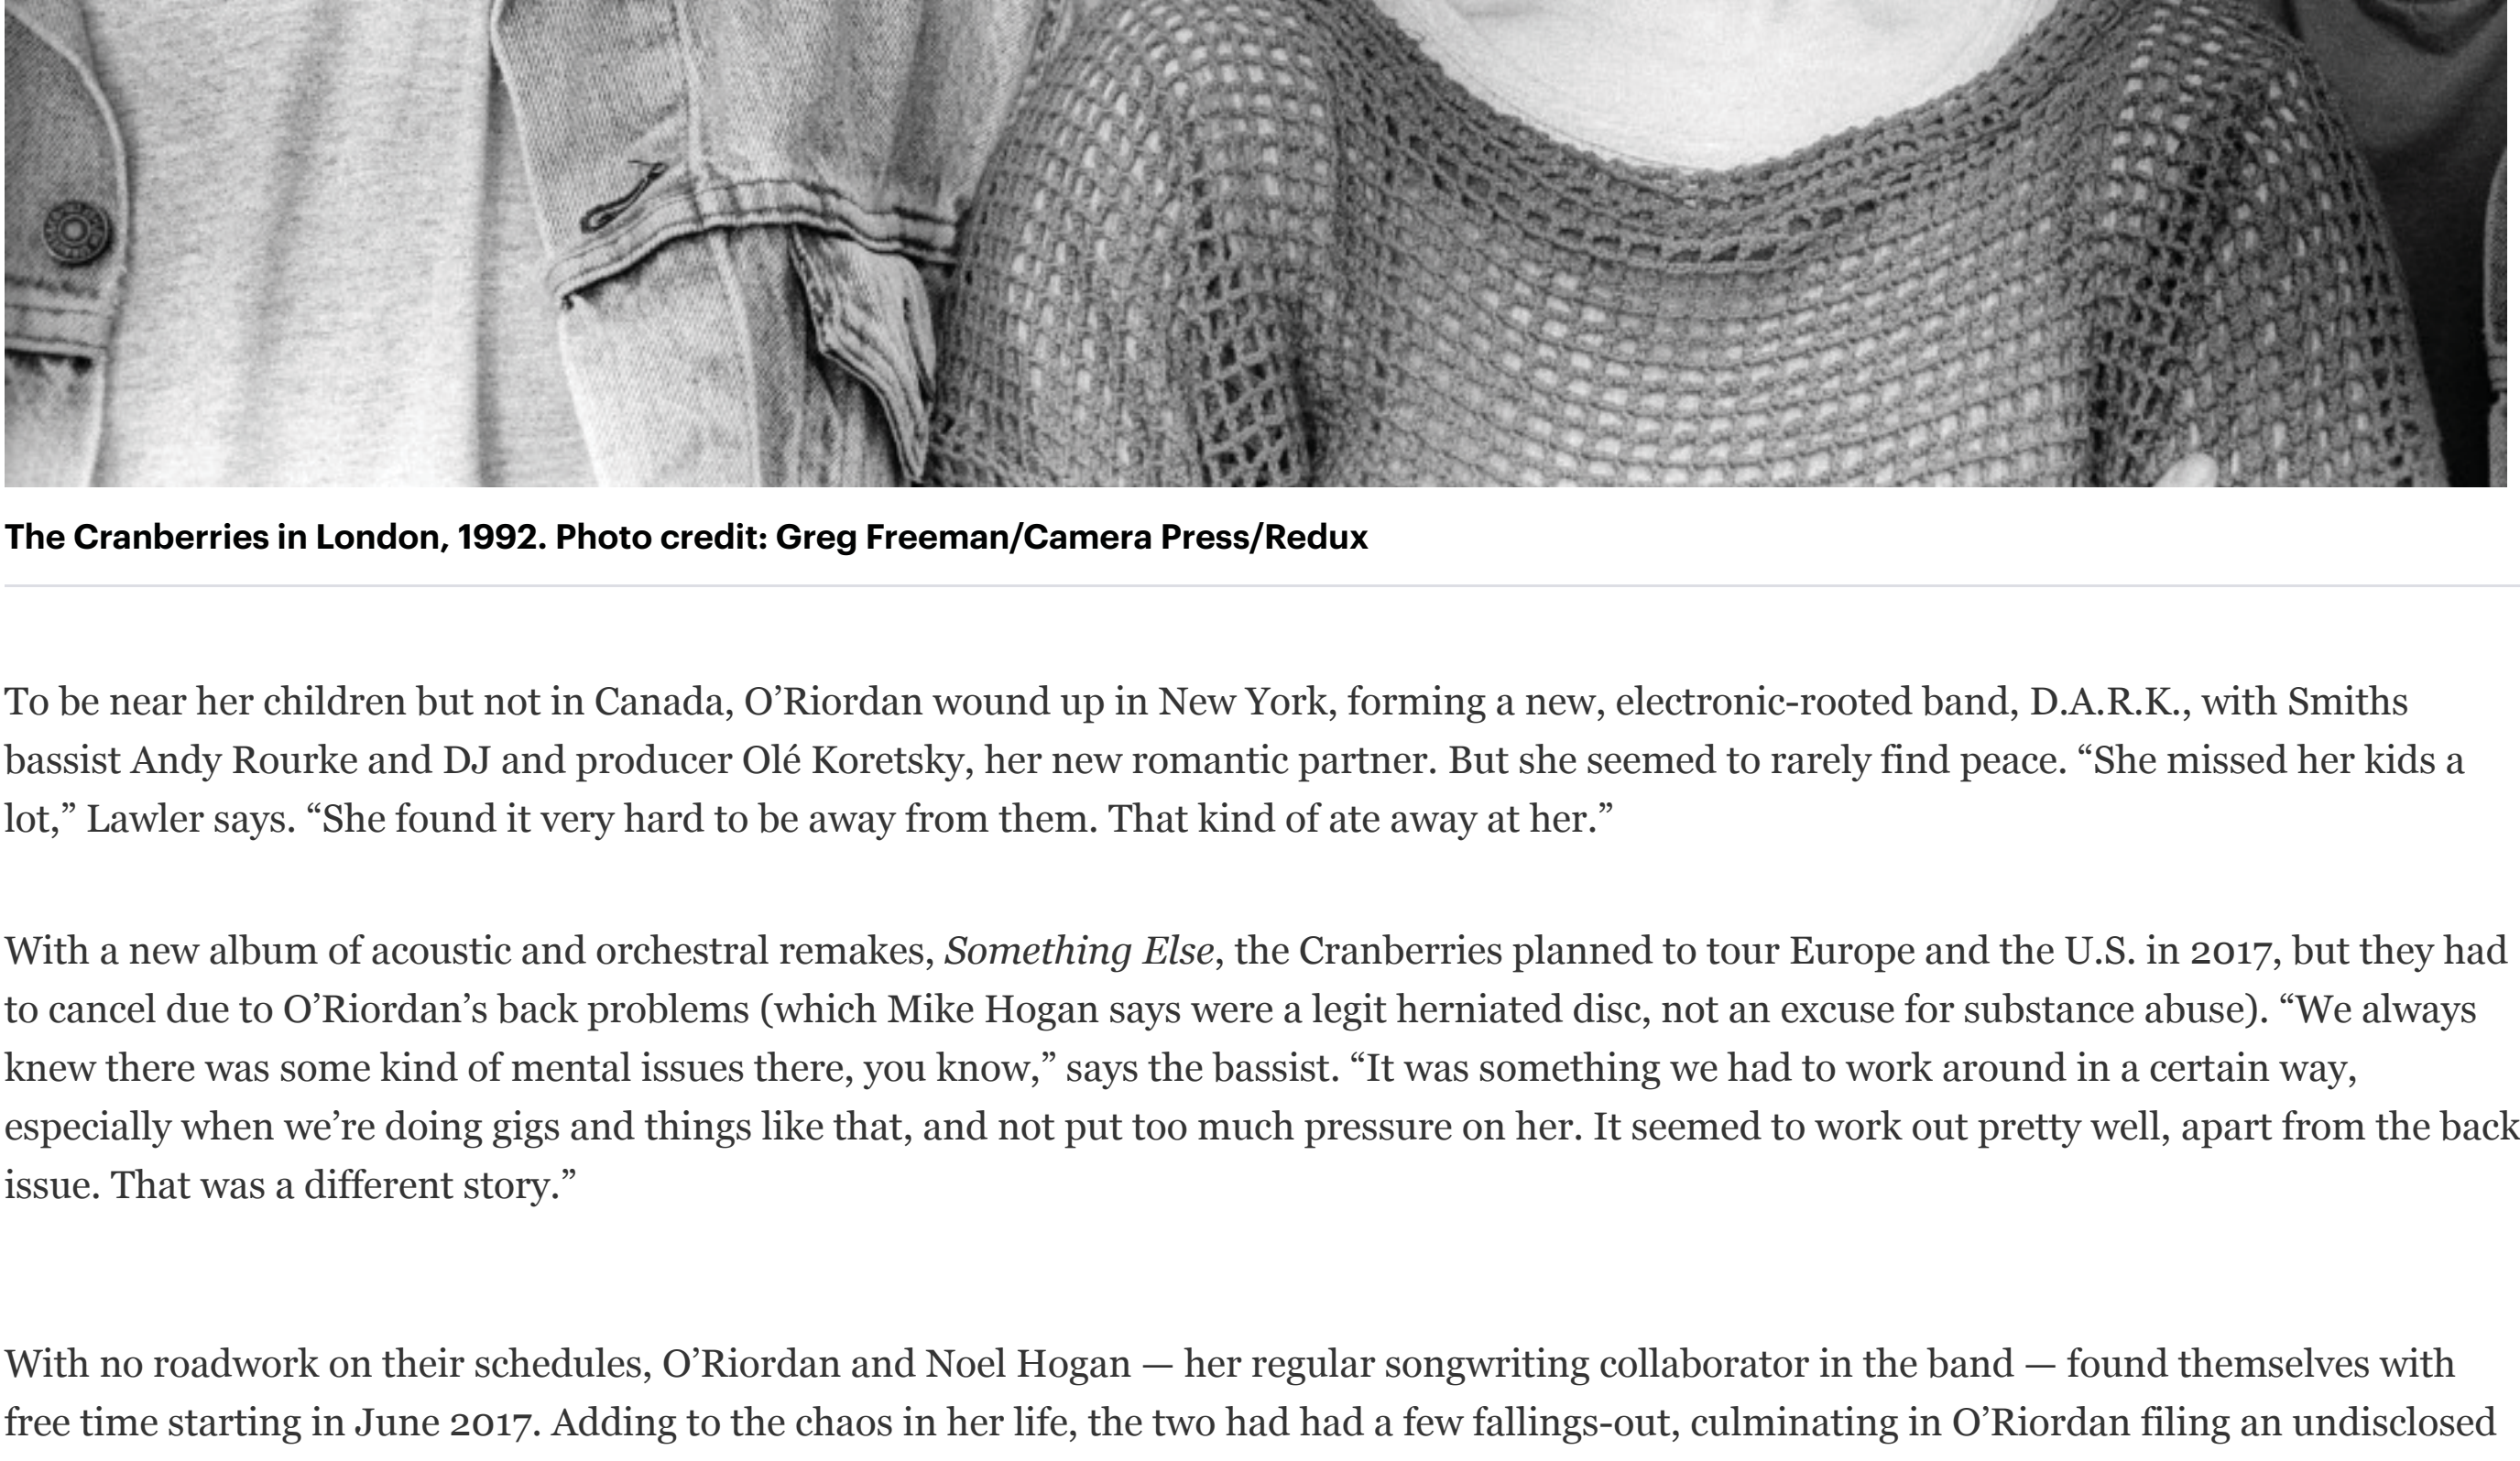 The Cranberries in London, 1992. Photo credit: Greg Freeman/Camera Press/Redux
To be near her children but not in Canada, O’Riordan wound up in New York, forming a new, electronic-rooted band, D.A.R.K., with Smiths
bassist Andy Rourke and DJ and producer Olé Koretsky, her new romantic partner. But she seemed to rarely find peace. “She missed her kids a
lot,” Lawler says. “She found it very hard to be away from them. That kind of ate away at her.”
With a new album of acoustic and orchestral remakes, Something Else, the Cranberries planned to tour Europe and the U.S. in 2017, but they had
to cancel due to O’Riordan’s back problems (which Mike Hogan says were a legit herniated disc, not an excuse for substance abuse). “We always
knew there was some kind of mental issues there, you know,” says the bassist. “It was something we had to work around in a certain way,
especially when we’re doing gigs and things like that, and not put too much pressure on her. It seemed to work out pretty well, apart from the back
issue. That was a different story.”
With no roadwork on their schedules, O’Riordan and Noel Hogan — her regular songwriting collaborator in the band — found themselves with
free time starting in June 2017. Adding to the chaos in her life, the two had had a few fallings-out, culminating in O’Riordan filing an undisclosed